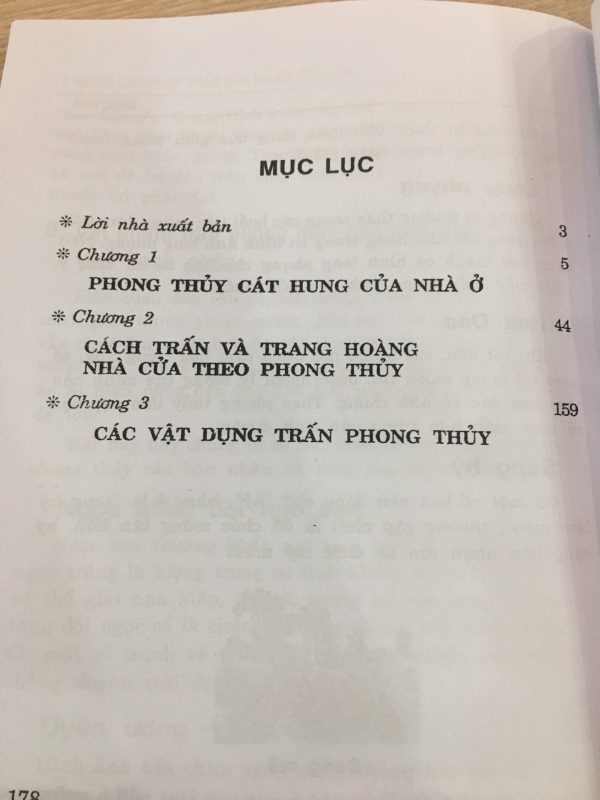 MỤC LỤC
※ Lời nhà xuất bản 3
※ Chương 1 5
PHONG THỦY CÁT HUNG CỦA NHÀ Ở
※ Chương 2 44
CÁCH TRẤN VÀ TRANG HOÀNG
NHÀ CỬA THEO PHONG THỦY
※ Chương 3 159
CÁC VẬT DỤNG TRẤN PHONG THỦY
178